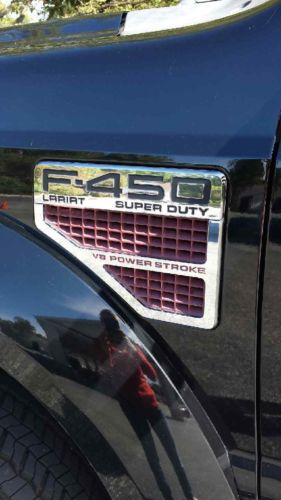 F-450
LARIAT SUPER DUTY
V8 POWER STROKE